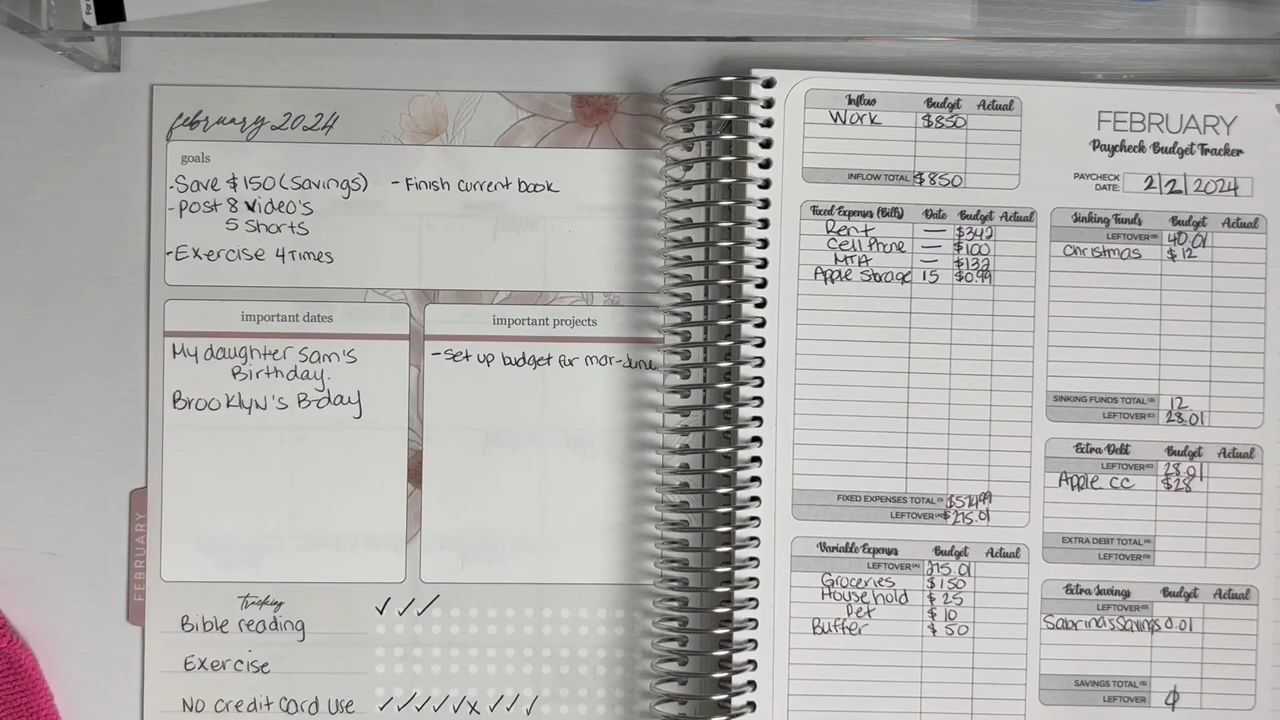 february 2024
goals
-Save $150 (Savings)
- Finish current book
-Post 8 Video's
5 Shorts
-Exercise 4 Times
important dates
My daughter Sam's
Birthday.
Brooklyn's B-day
important projects
-Set up budget for mar-June
FEBRUARY
Tracking
Bible reading ✓ ✓ ✓
Exercise
No credit card use ✓ ✓ ✓ ✓ ✓ x ✓ ✓ ✓
Inflow Budget Actual
Work $850
INFLOW TOTAL $850
FEBRUARY
Paycheck Budget Tracker
PAYCHECK
DATE: 2/2/2024
Fixed Expenses (Bills) Date Budget Actual
Rent — $342
Cell Phone — $100
MTA — $132
Apple Storage 15 $0.99
FIXED EXPENSES TOTAL $574.99
LEFTOVER (A) $275.01
Variable Expenses Budget Actual
LEFTOVER (A) 275.01
Groceries $150
Household $25
Pet $10
Buffer $50
Sinking Funds Budget Actual
LEFTOVER (B) 40.01
Christmas $12
SINKING FUNDS TOTAL 12
LEFTOVER (C) 28.01
Extra Debt Budget Actual
LEFTOVER (C) 28.01
Apple CC $28
EXTRA DEBT TOTAL
LEFTOVER (D)
Extra Savings Budget Actual
LEFTOVER (D)
Sabrina's Savings 0.01
SAVINGS TOTAL
LEFTOVER 0